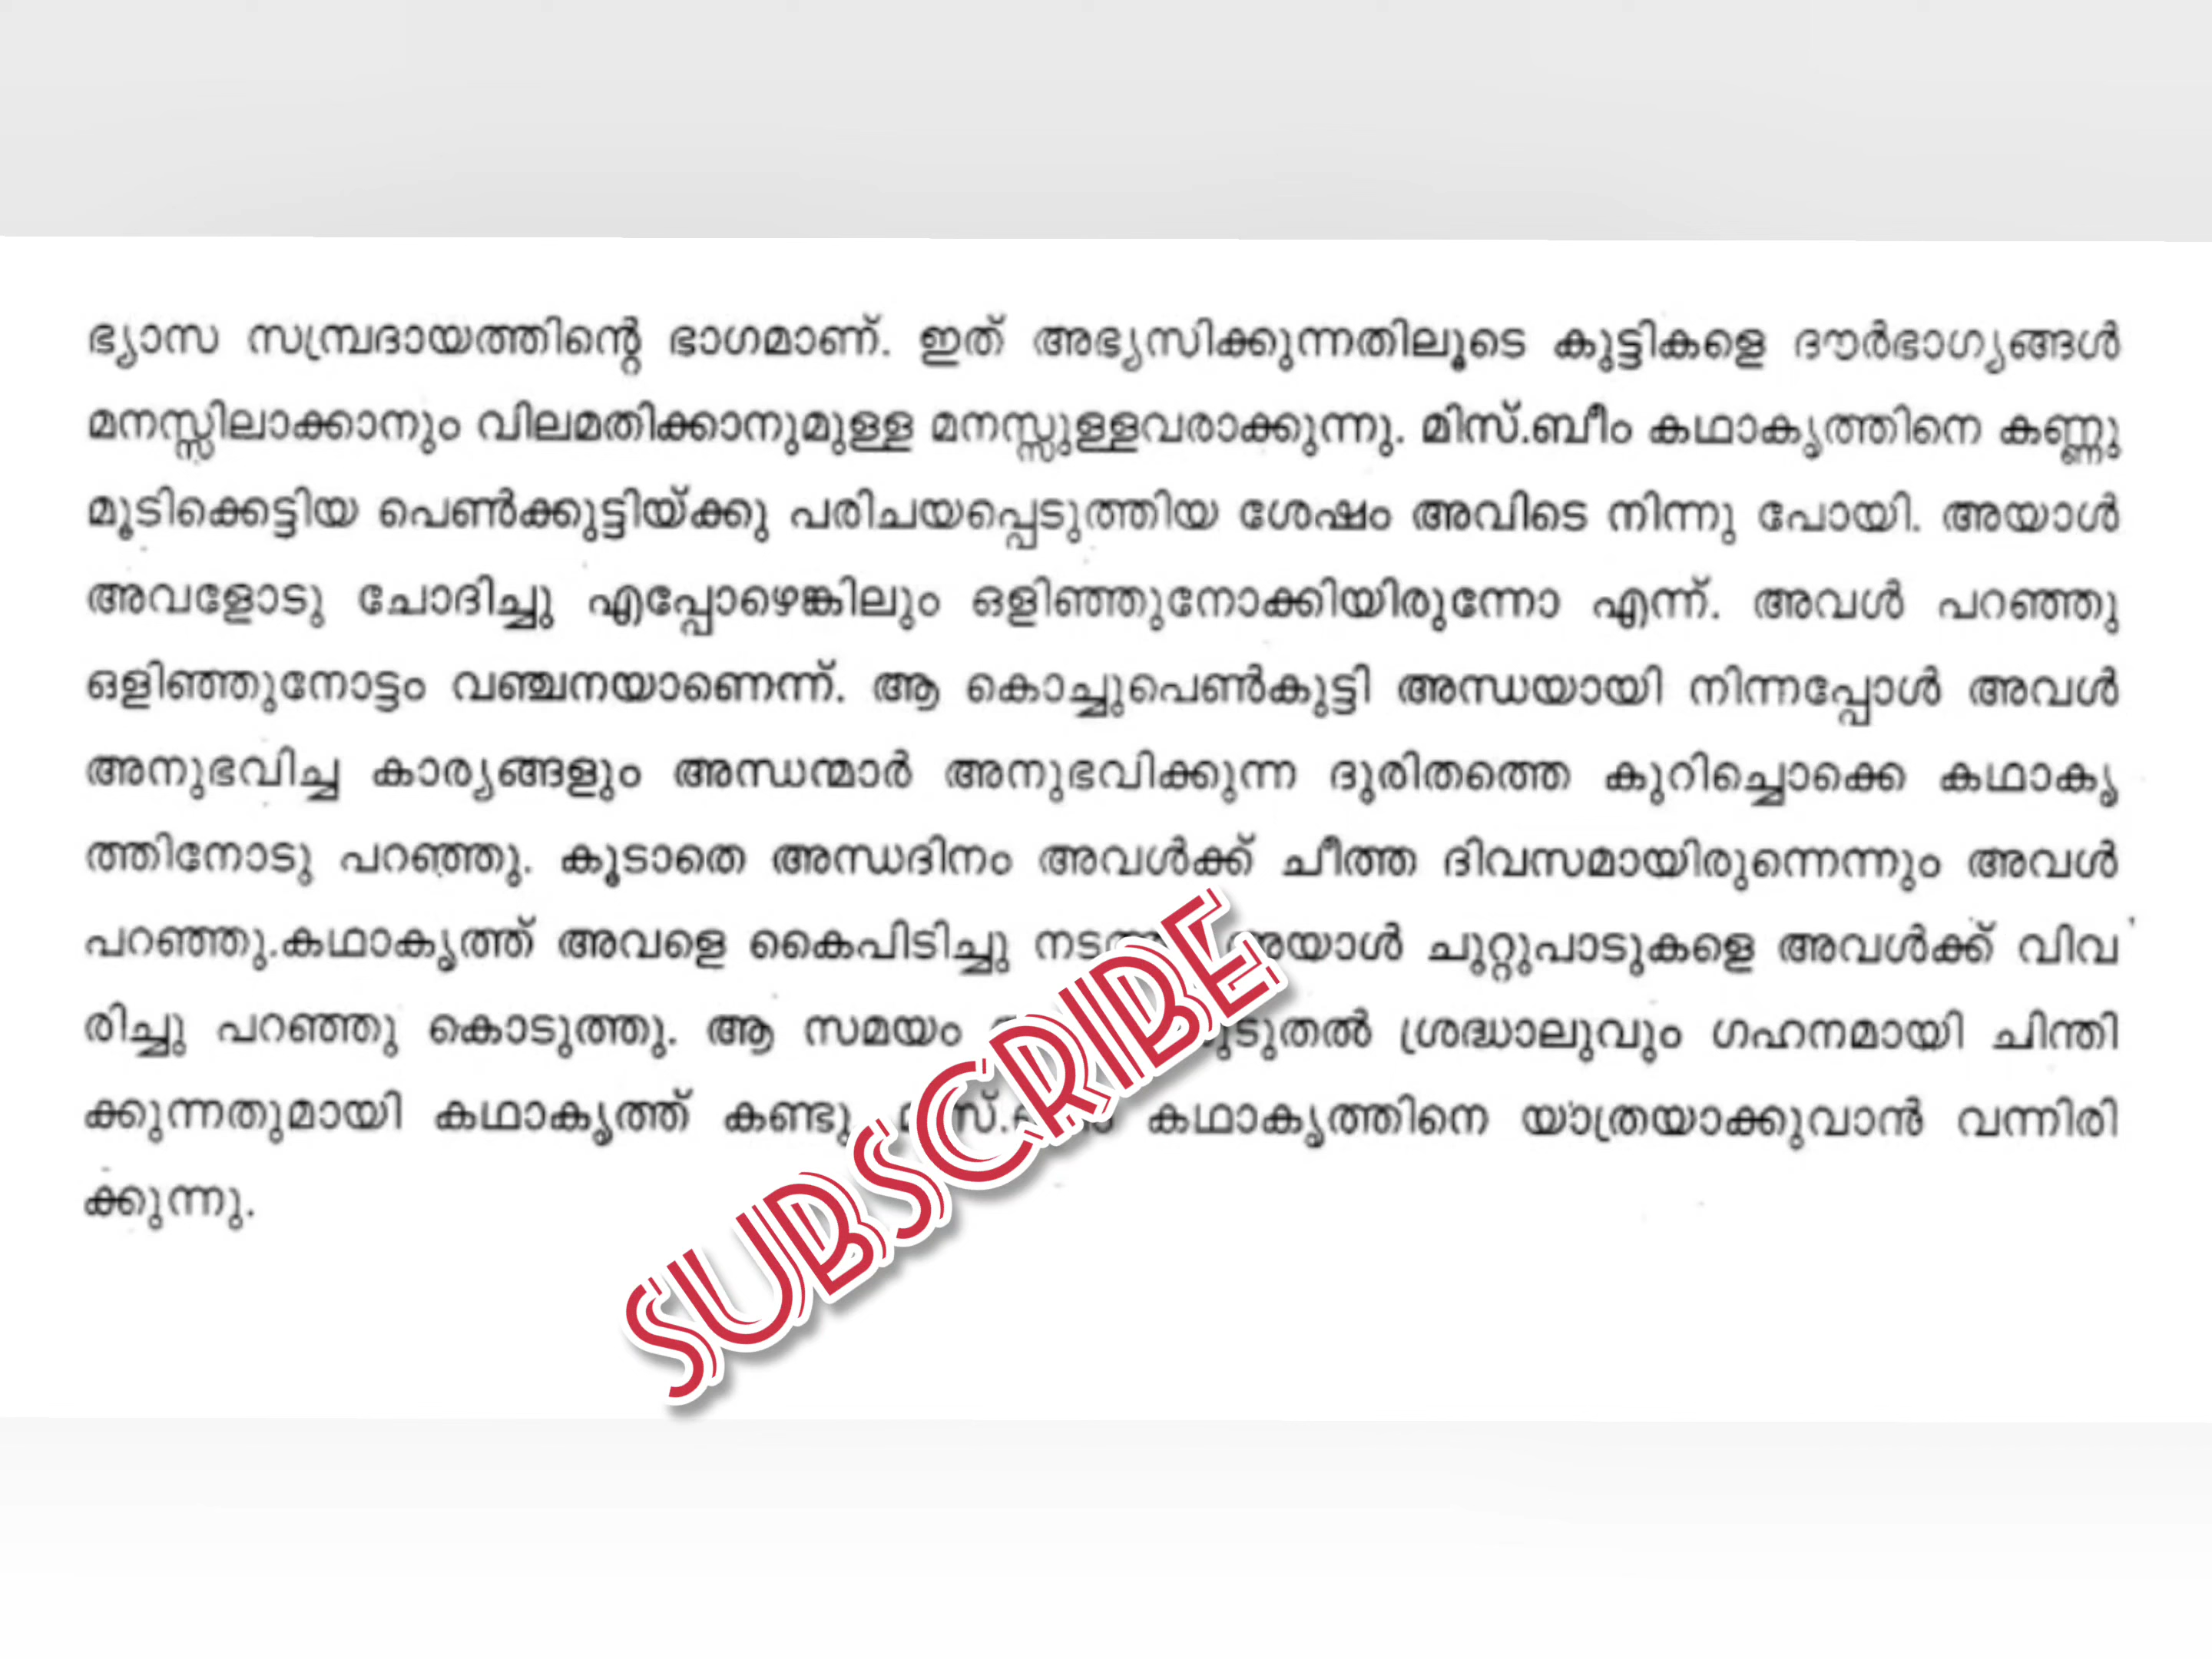 ഭ്യാസ സമ്പ്രദായത്തിന്റെ ഭാഗമാണ്. ഇത് അഭ്യസിക്കുന്നതിലൂടെ കുട്ടികളെ ദൗർഭാഗ്യങ്ങൾ
മനസ്സിലാക്കാനും വിലമതിക്കാനുമുള്ള മനസ്സുള്ളവരാക്കുന്നു. മിസ്.ബീം കഥാകൃത്തിനെ കണ്ണു
മൂടിക്കെട്ടിയ പെൺക്കുട്ടിയ്ക്കു പരിചയപ്പെടുത്തിയ ശേഷം അവിടെ നിന്നു പോയി. അയാൾ
അവളോടു ചോദിച്ചു എപ്പോഴെങ്കിലും ഒളിഞ്ഞുനോക്കിയിരുന്നോ എന്ന്. അവൾ പറഞ്ഞു
ഒളിഞ്ഞുനോട്ടം വഞ്ചനയാണെന്ന്. ആ കൊച്ചുപെൺകുട്ടി അന്ധയായി നിന്നപ്പോൾ അവൾ
അനുഭവിച്ച കാര്യങ്ങളും അന്ധന്മാർ അനുഭവിക്കുന്ന ദുരിതത്തെ കുറിച്ചൊക്കെ കഥാകൃ
ത്തിനോടു പറഞ്ഞു. കൂടാതെ അന്ധദിനം അവൾക്ക് ചീത്ത ദിവസമായിരുന്നെന്നും അവൾ
പറഞ്ഞു.കഥാകൃത്ത് അവളെ കൈപിടിച്ചു അയാൾ ചുറ്റുപാടുകളെ അവൾക്ക് വിവ
രിച്ചു പറഞ്ഞു കൊടുത്തു. ആ സമയം ശ്രദ്ധാലുവും ഗഹനമായി ചിന്തി
ക്കുന്നതുമായി കഥാകൃത്ത് കണ്ടു കഥാകൃത്തിനെ യാത്രയാക്കുവാൻ വന്നിരി
ക്കുന്നു.
SUBSCRIBE